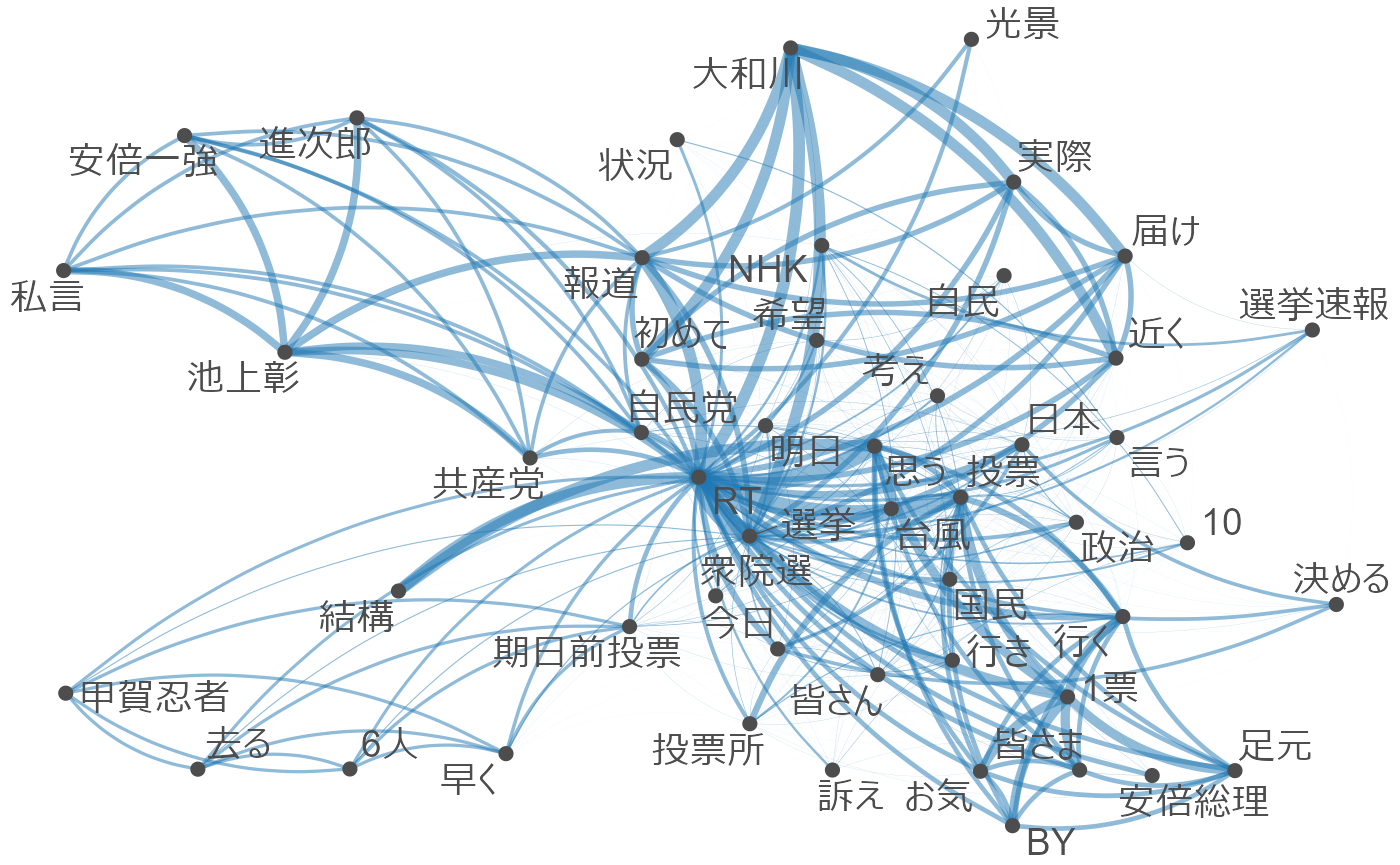 光景
大和川
進次郎
安倍一強
状況
実際
届け
私言
報道
NHK
自民
選挙速報
希望
初めて
近く
池上彰
考え
自民党
日本
明日
思う
投票
言う
共産党
RT
選挙
台風
10
政治
衆院選
決める
結構
今日
国民
行く
期日前投票
行き
甲賀忍者
皆さん
1票
去る
6人
投票所
皆さま
足元
早く
訴え
お気
安倍総理
BY